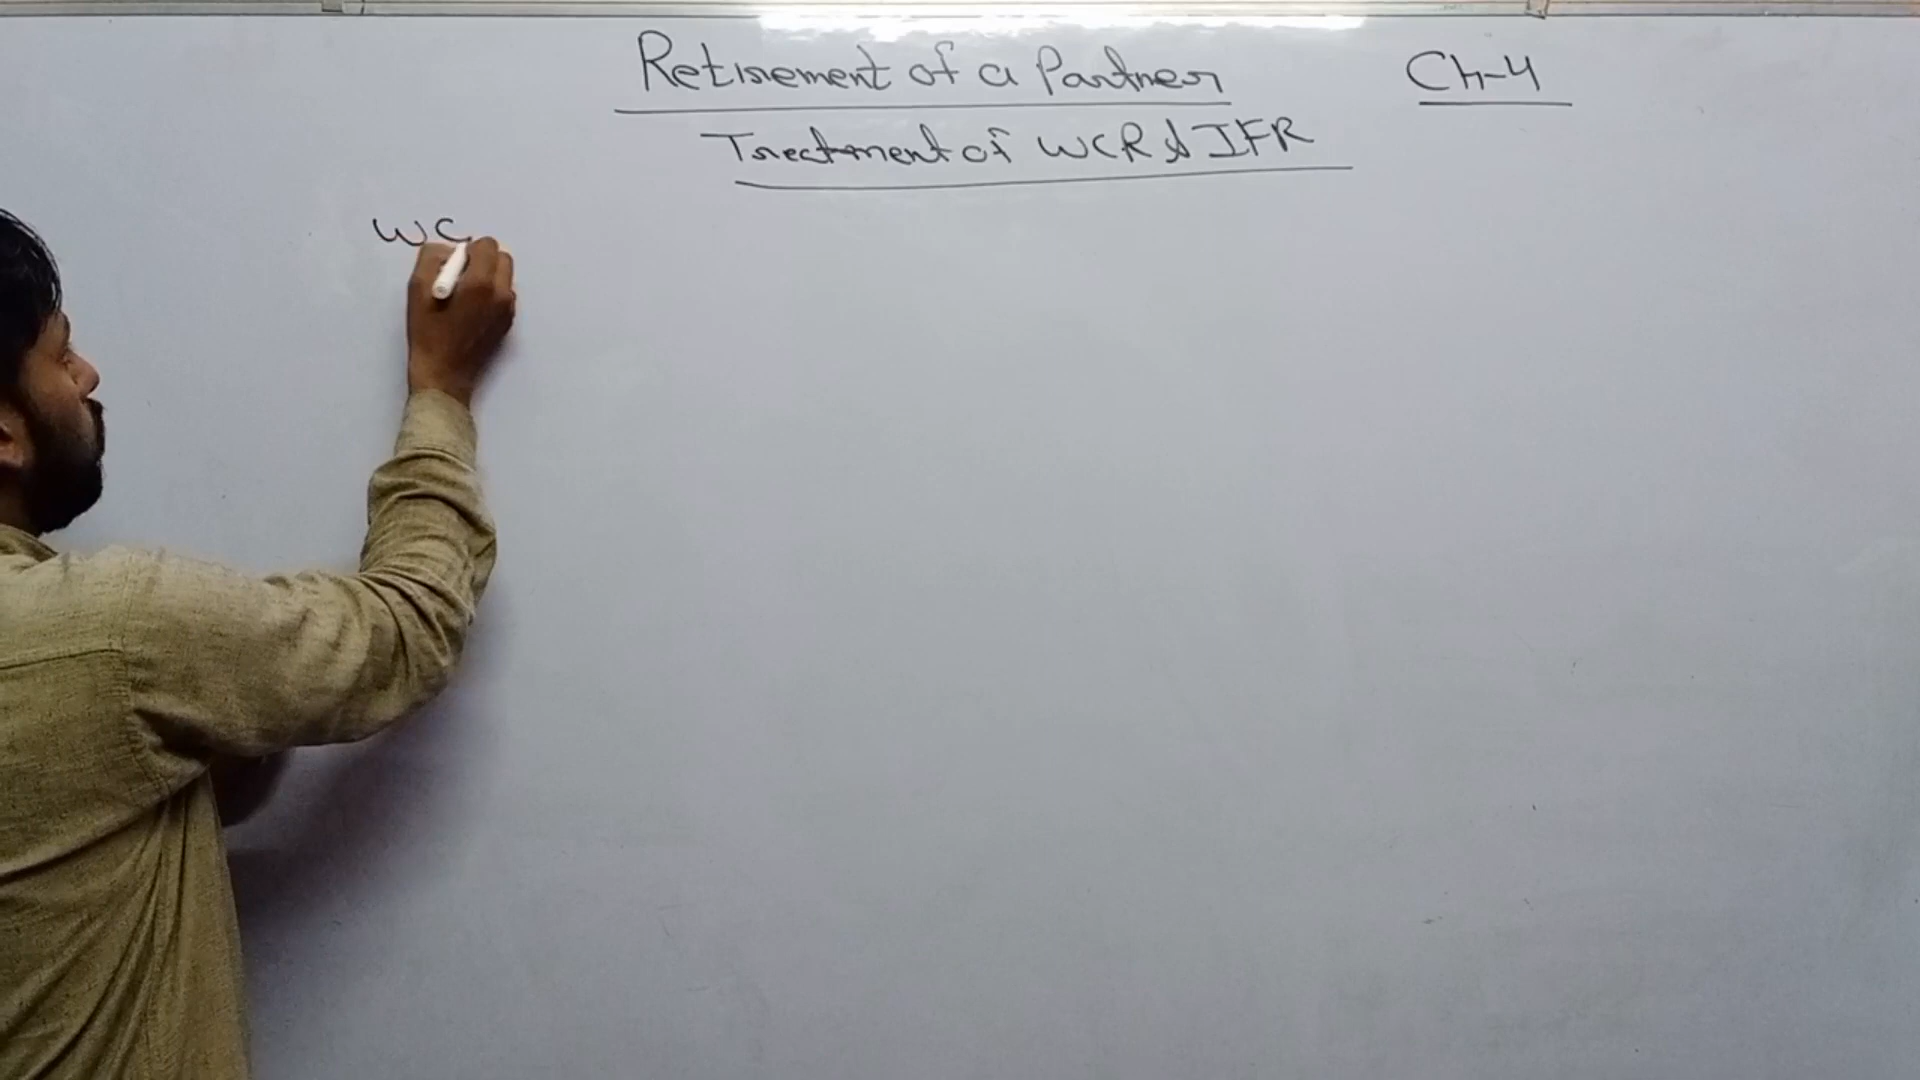 Retirement of a Partner
Ch-4
Treatment of WCR & IFR
WC